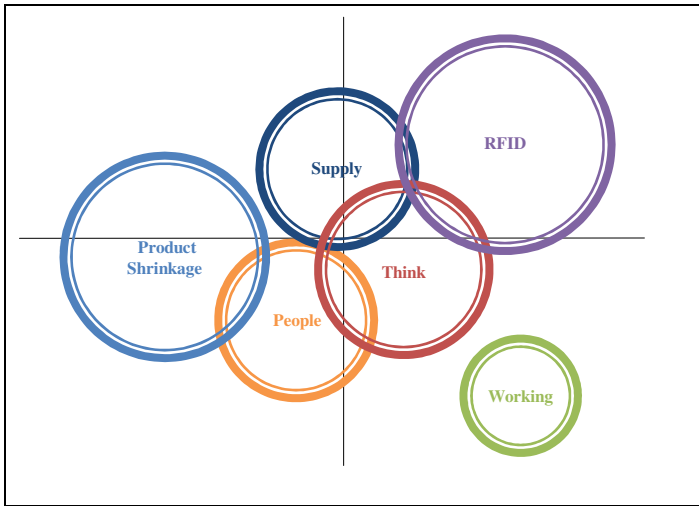 RFID
Supply
Product
Shrinkage
Think
People
Working